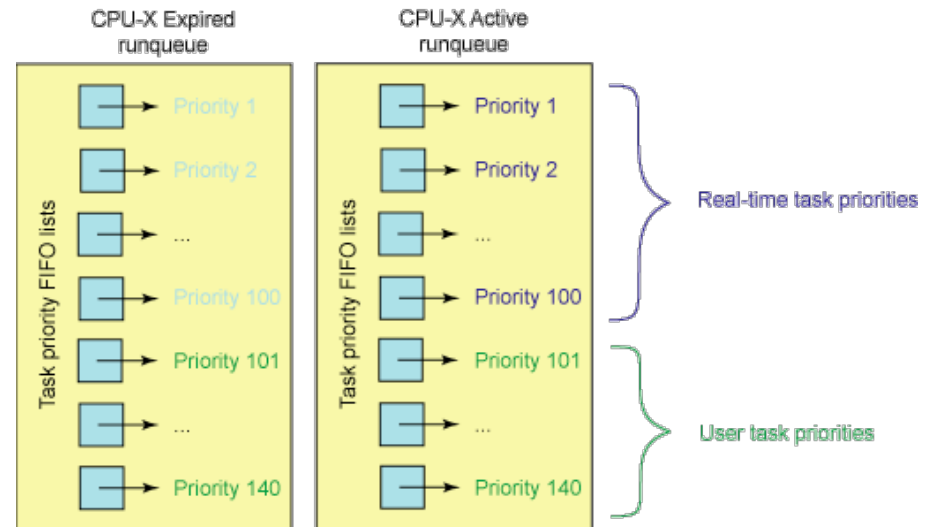 CPU-X Expired
runqueue
CPU-X Active
runqueue
Task priority FIFO lists
Priority 1
Priority 2
...
Priority 100
Priority 101
...
Priority 140
Task priority FIFO lists
Priority 1
Priority 2
...
Priority 100
Priority 101
...
Priority 140
Real-time task priorities
User task priorities